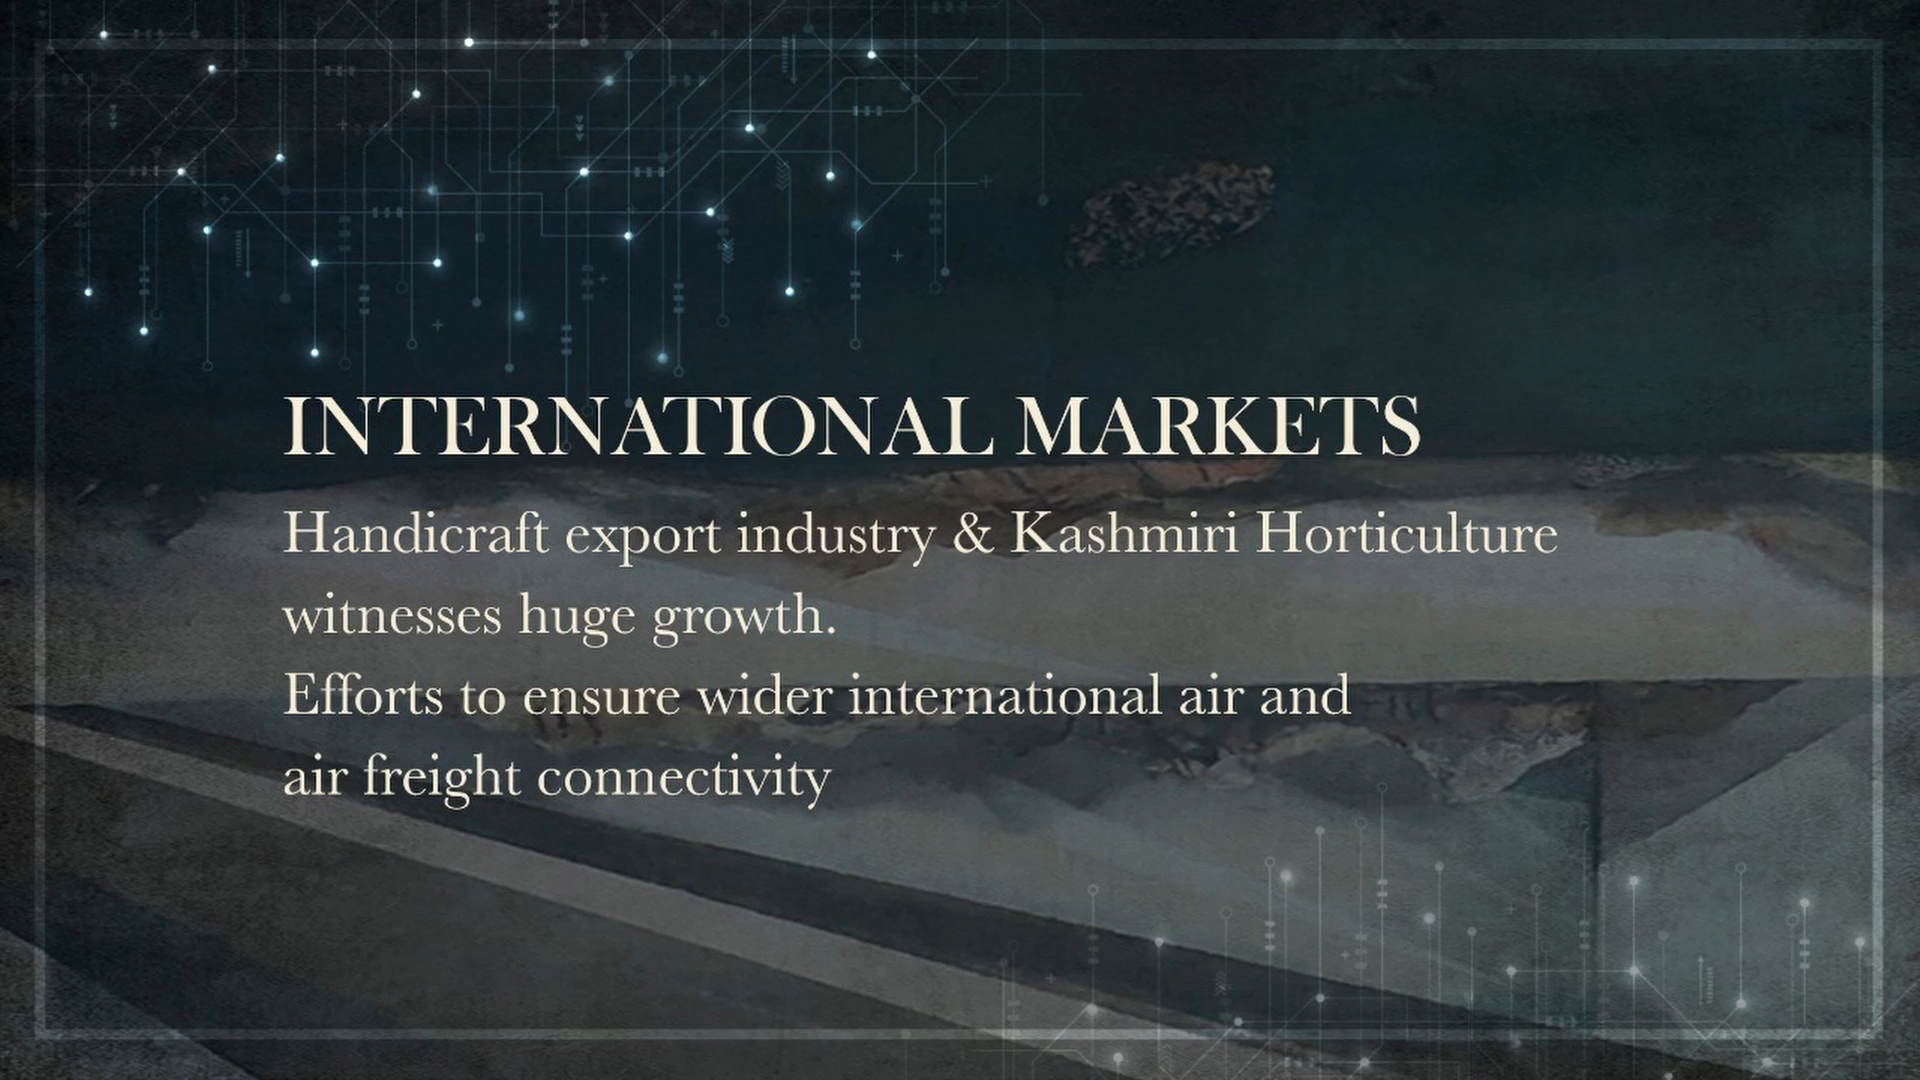 INTERNATIONAL MARKETS
Handicraft export industry & Kashmiri Horticulture
witnesses huge growth.
Efforts to ensure wider international air and
air freight connectivity